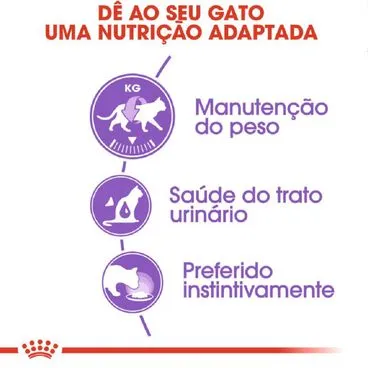 DÊ AO SEU GATO
UMA NUTRIÇÃO ADAPTADA
KG
Manutenção
do peso
Saúde do trato
urinário
Preferido
instintivamente